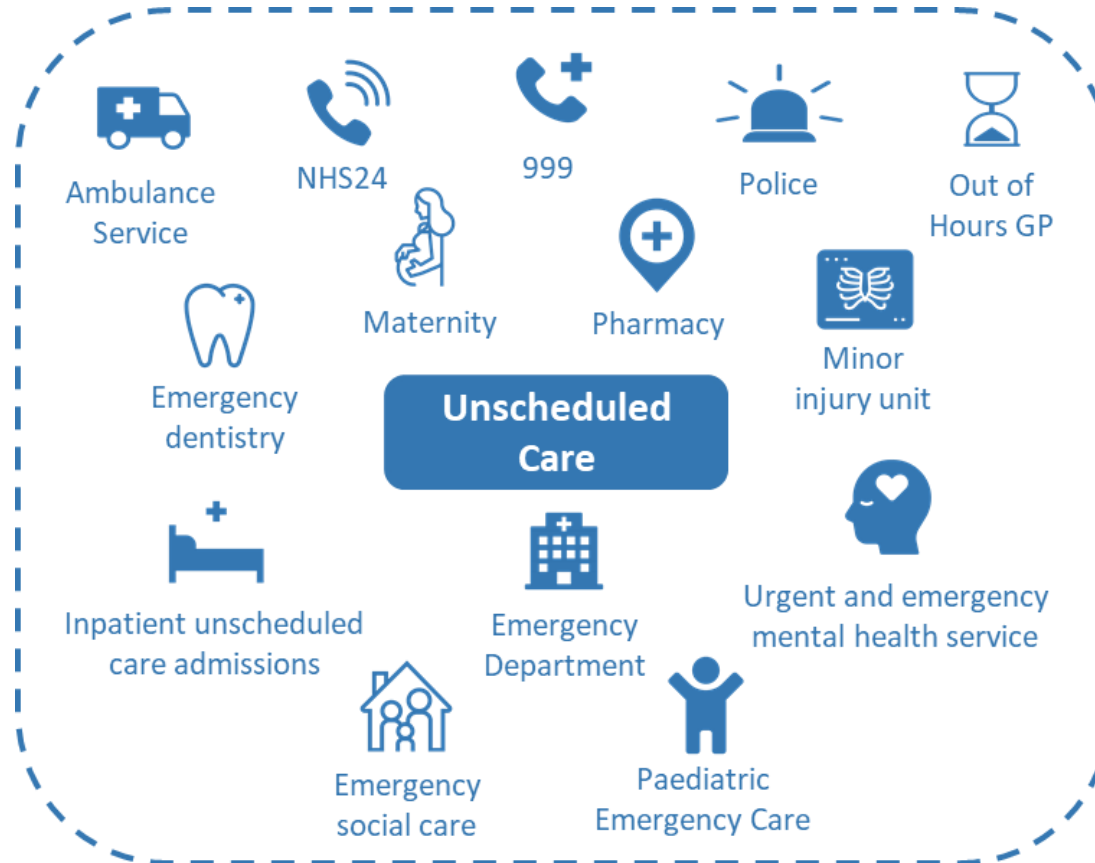 NHS24
999
Police
Ambulance
Service
Out of
Hours GP
Maternity
Pharmacy
Minor
injury unit
Emergency
dentistry
Unscheduled
Care
Inpatient unscheduled
care admissions
Emergency
Department
Urgent and emergency
mental health service
Emergency
social care
Paediatric
Emergency Care